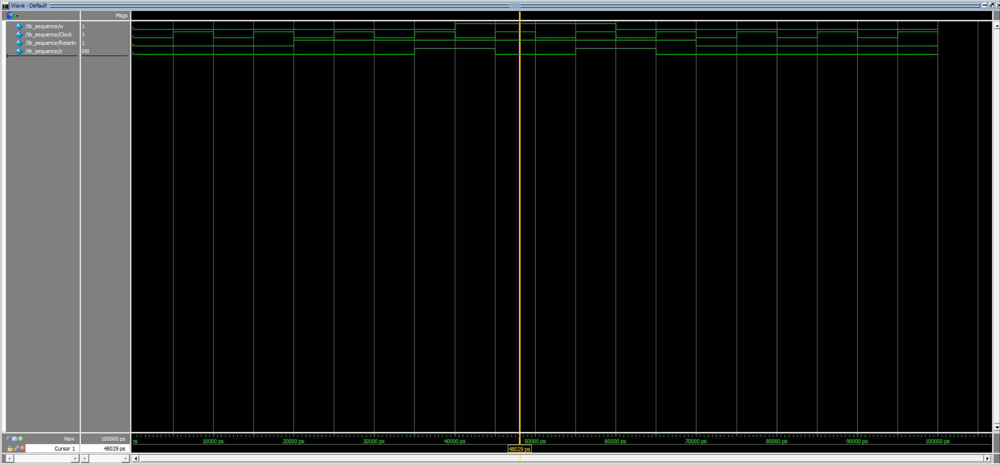 Wave - Default
Msgs
/tb_sequence/w 1
/tb_sequence/Clock 1
/tb_sequence/Resetn 1
/tb_sequence/z St0
Now 100000 ps
ps 10000 ps 20000 ps 30000 ps 40000 ps 50000 ps 60000 ps 70000 ps 80000 ps 90000 ps 100000 ps
Cursor 1 48029 ps
48029 ps